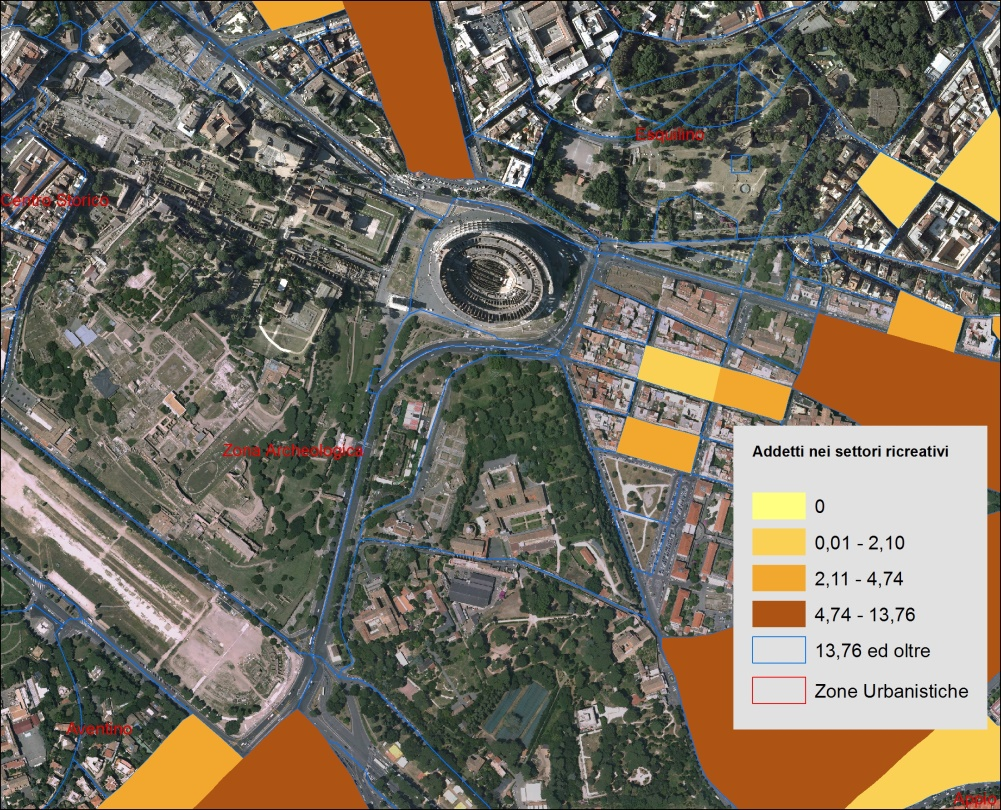 Esquilino
Centro Storico
Zona Archeologica
Aventino
Appio
Addetti nei settori ricreativi
0
0,01 - 2,10
2,11 - 4,74
4,74 - 13,76
13,76 ed oltre
Zone Urbanistiche